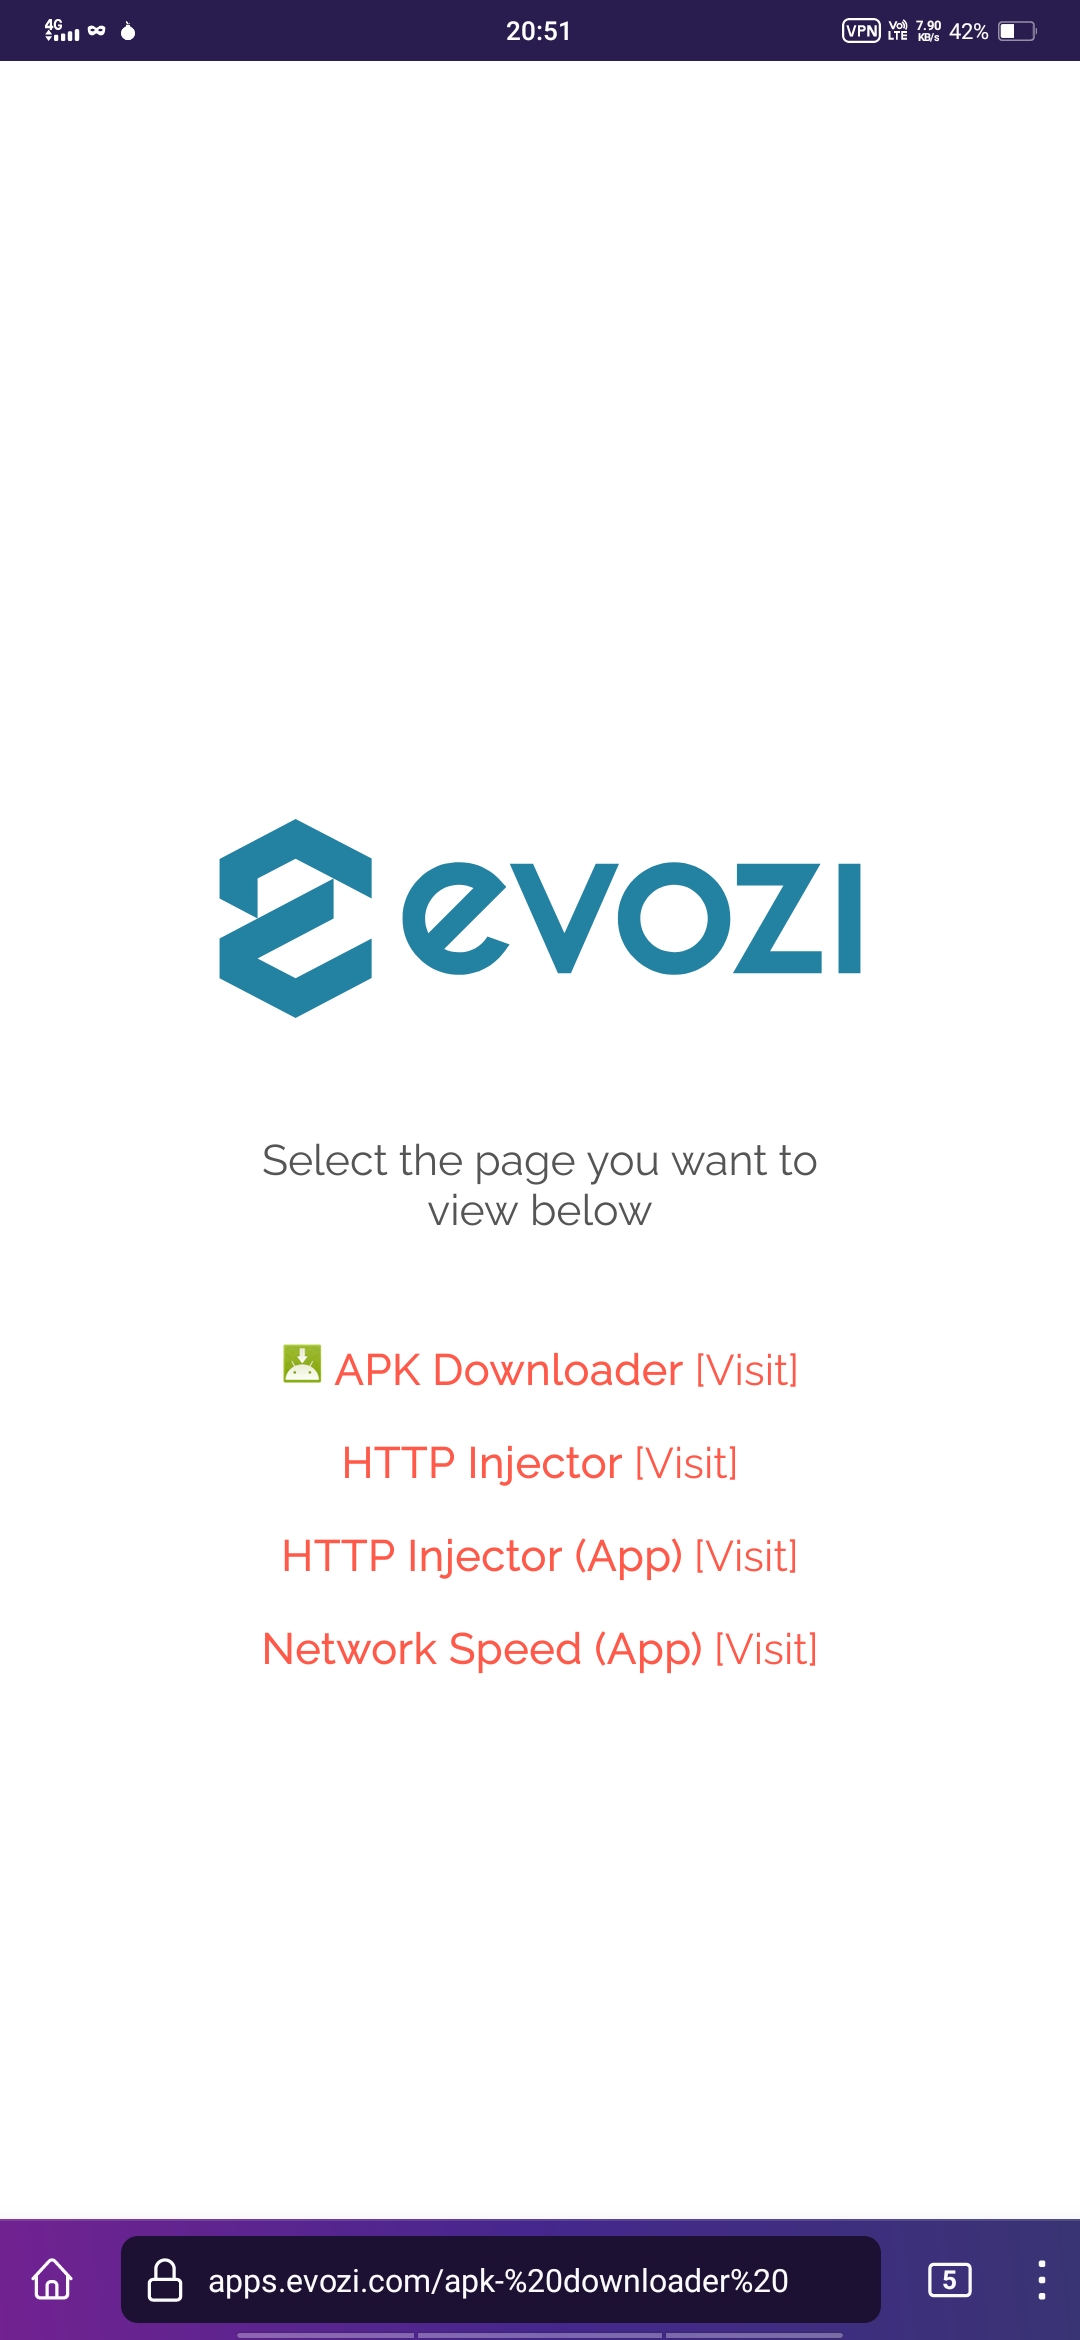 4G
20:51
VPN
Vo))
LTE
7.90
KB/s
42%
evozi
Select the page you want to
view below
APK Downloader [Visit]
HTTP Injector [Visit]
HTTP Injector (App) [Visit]
Network Speed (App) [Visit]
apps.evozi.com/apk-%20downloader%20
5